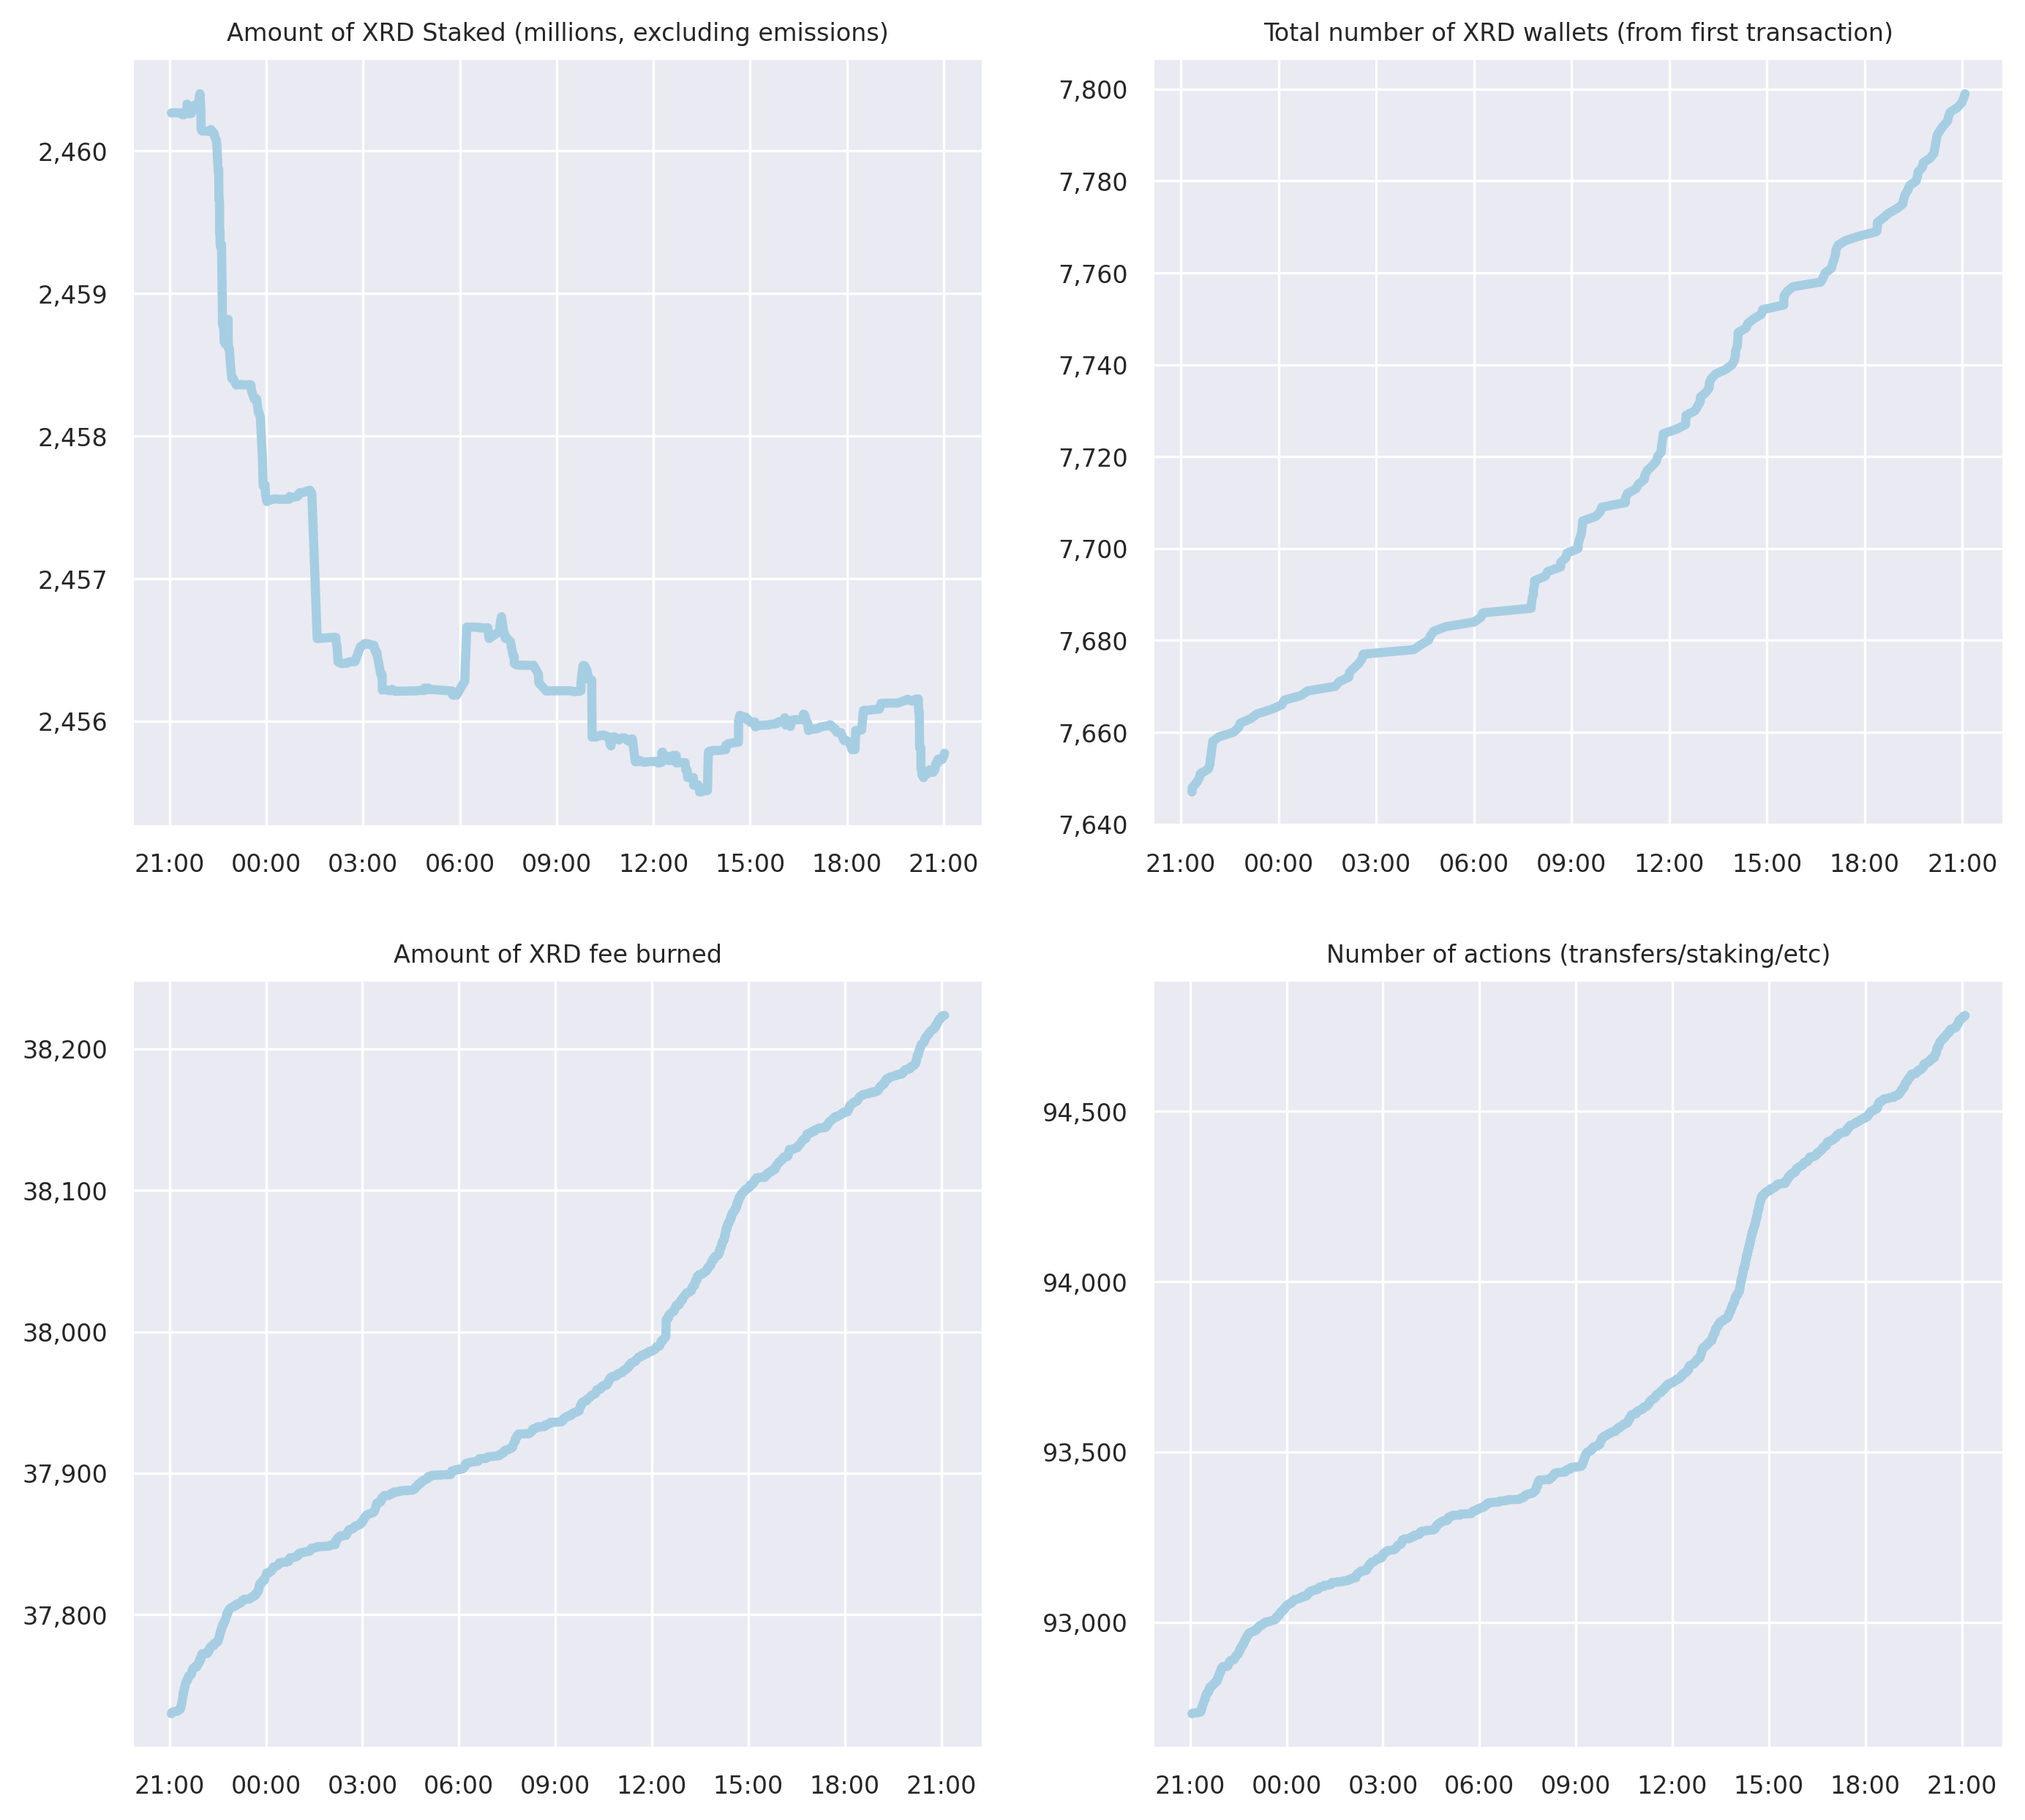 Amount of XRD Staked (millions, excluding emissions)
2,460
2,459
2,458
2,457
2,456
21:00 00:00 03:00 06:00 09:00 12:00 15:00 18:00 21:00
Total number of XRD wallets (from first transaction)
7,800
7,780
7,760
7,740
7,720
7,700
7,680
7,660
7,640
21:00 00:00 03:00 06:00 09:00 12:00 15:00 18:00 21:00
Amount of XRD fee burned
38,200
38,100
38,000
37,900
37,800
21:00 00:00 03:00 06:00 09:00 12:00 15:00 18:00 21:00
Number of actions (transfers/staking/etc)
94,500
94,000
93,500
93,000
21:00 00:00 03:00 06:00 09:00 12:00 15:00 18:00 21:00